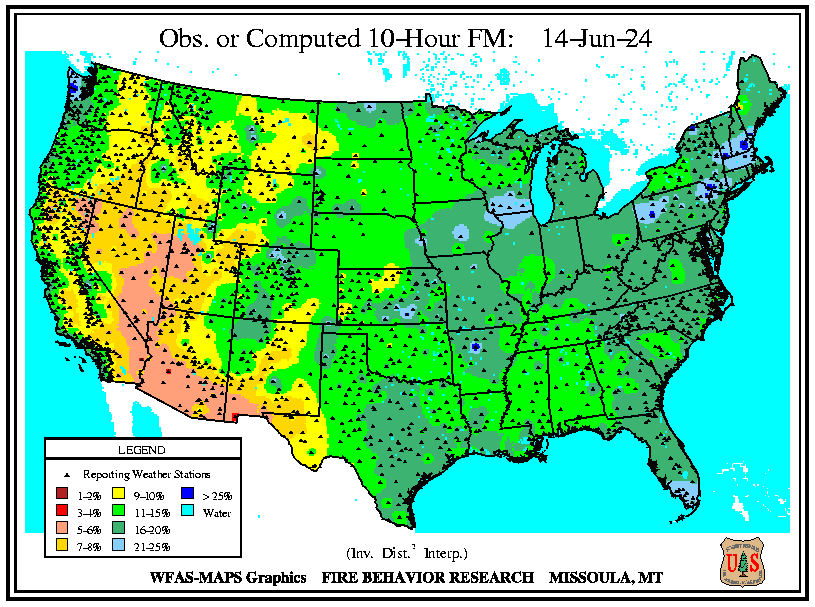 Obs. or Computed 10-Hour FM: 14-Jun-24
LEGEND
Reporting Weather Stations
1-2% 9-10% > 25%
3-4% 11-15% Water
5-6% 16-20%
7-8% 21-25%
(Inv. Dist.² Interp.)
WFAS-MAPS Graphics FIRE BEHAVIOR RESEARCH MISSOULA, MT
U S